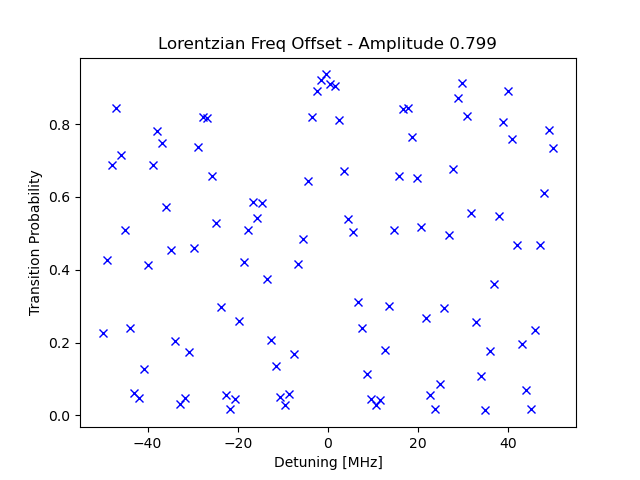 Lorentzian Freq Offset - Amplitude 0.799
Transition Probability
0.8
0.6
0.4
0.2
0.0
−40 −20 0 20 40
Detuning [MHz]